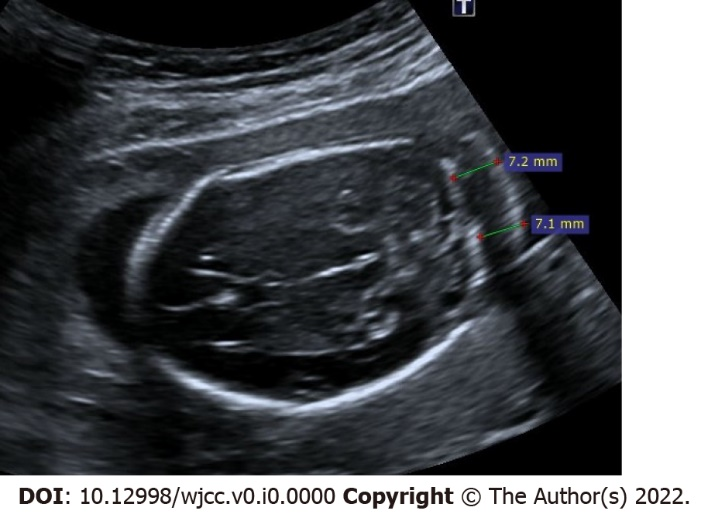 T
7.2 mm
7.1 mm
DOI: 10.12998/wjcc.v0.i0.0000 Copyright © The Author(s) 2022.